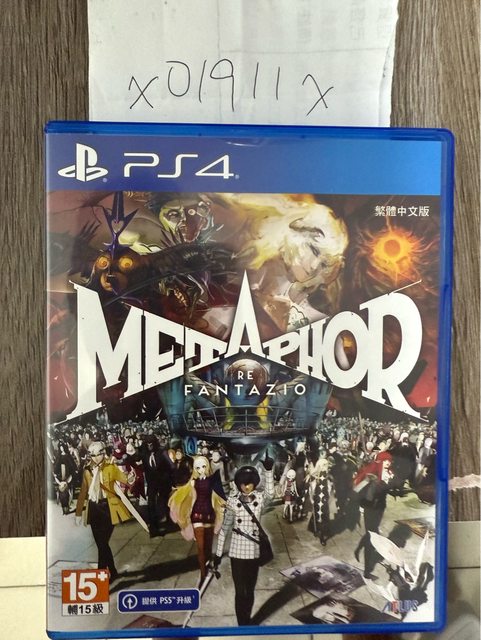 x01911x
PS4
繁體中文版
METAPHOR
RE
FANTAZIO
15+
輔15級
提供 PS5™ 升級
ATLUS